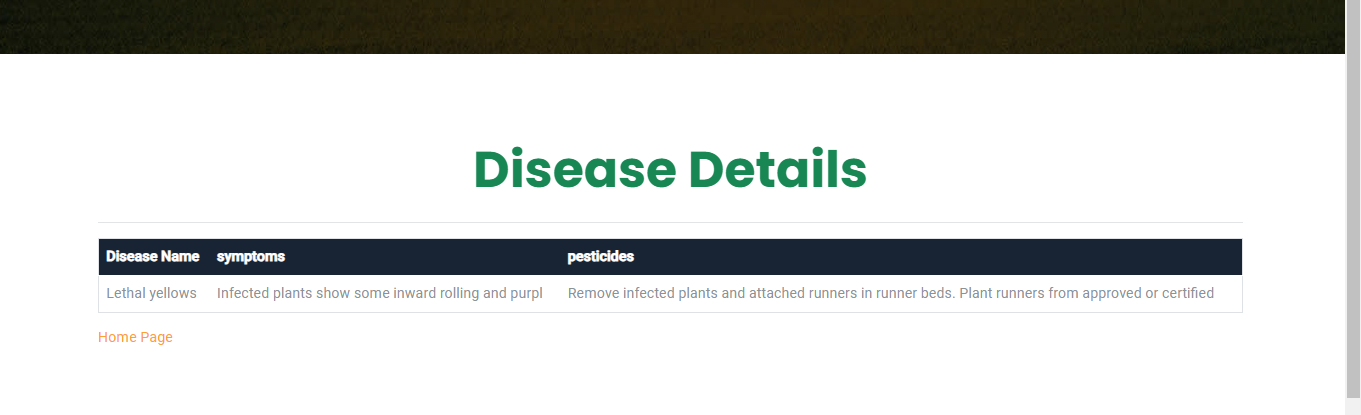 Disease Details
Disease Name symptoms pesticides
Lethal yellows Infected plants show some inward rolling and purpl Remove infected plants and attached runners in runner beds. Plant runners from approved or certified
Home Page